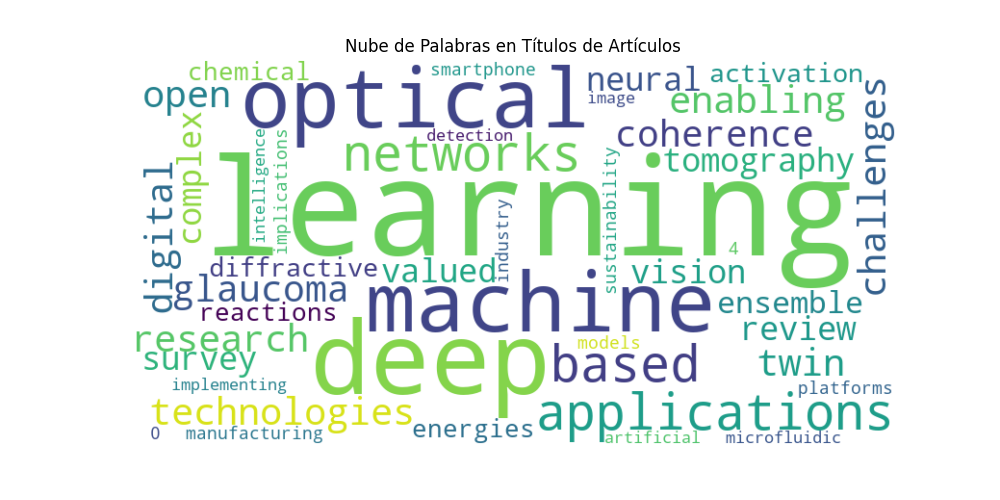 Nube de Palabras en Títulos de Artículos
chemical
smartphone
neural
activation
open
optical
image
enabling
detection
coherence
challenges
complex
intelligence
implications
networks
tomography
digital
learning
industry
sustainability
4
diffractive
valued
vision
glaucoma
machine
ensemble
reactions
research
deep
models
review
survey
based
twin
implementing
platforms
technologies
energies
applications
0
manufacturing
artificial
microfluidic